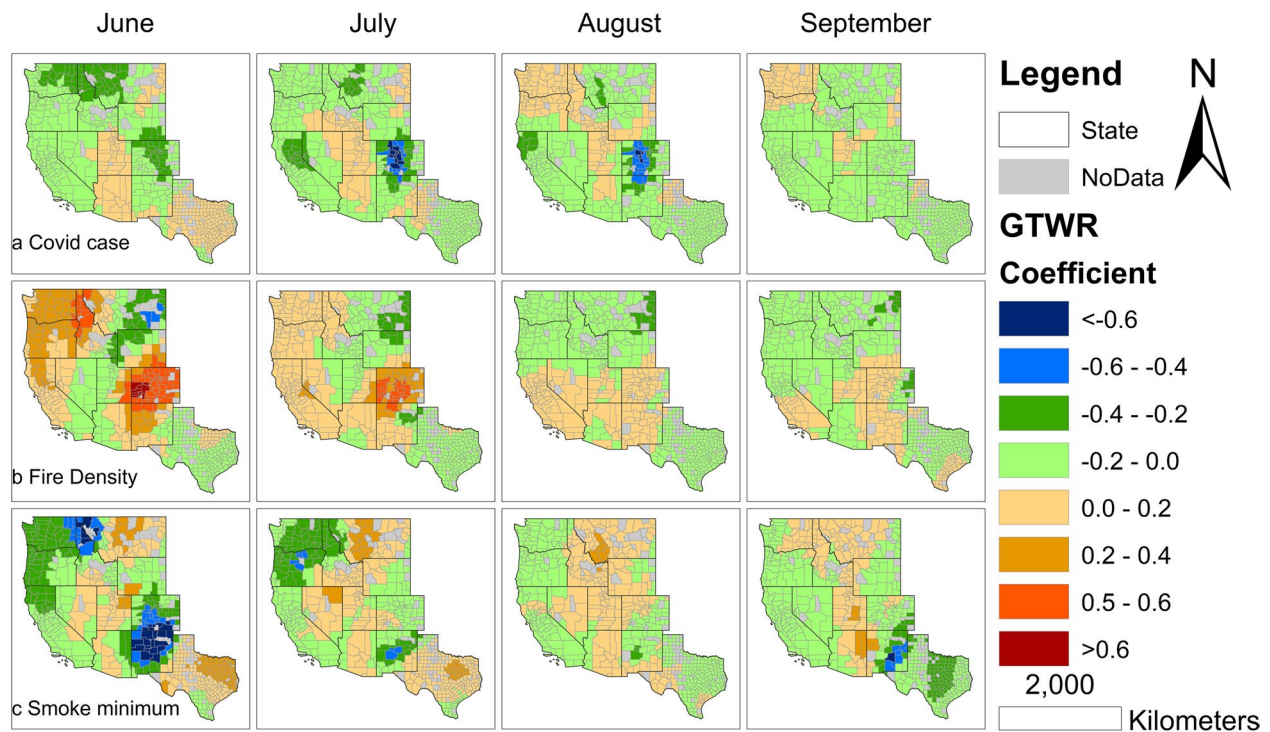 June July August September
Legend
N
State
NoData
GTWR
Coefficient
<-0.6
-0.6 - -0.4
-0.4 - -0.2
-0.2 - 0.0
0.0 - 0.2
0.2 - 0.4
0.5 - 0.6
>0.6
2,000
Kilometers
a Covid case
b Fire Density
c Smoke minimum